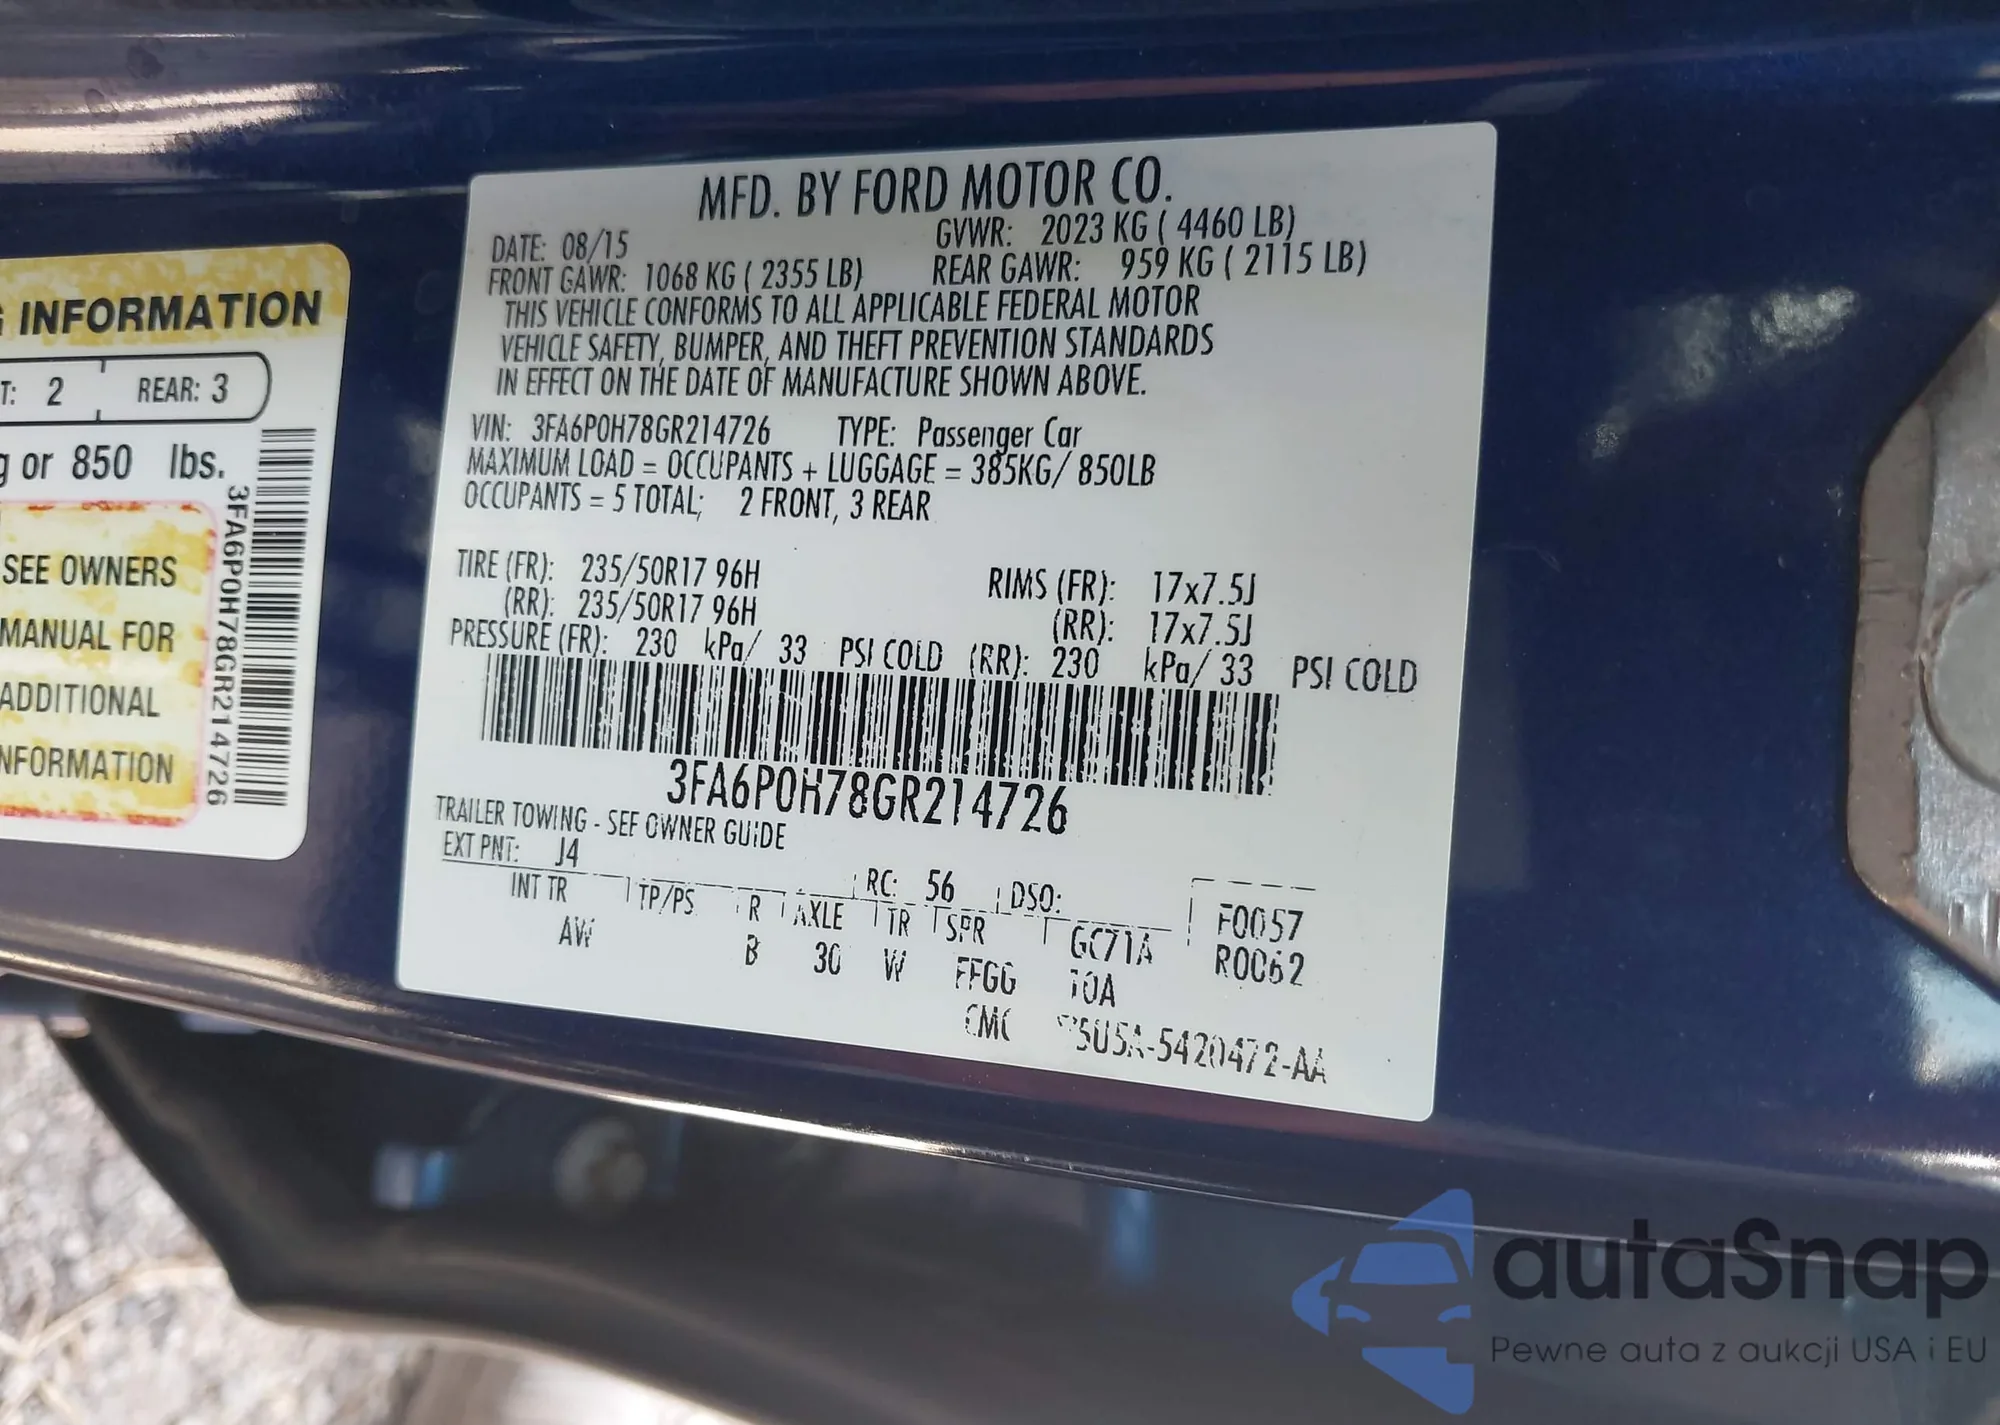 INFORMATION
T: 2 REAR: 3
g or 850 lbs.
SEE OWNERS
MANUAL FOR
ADDITIONAL
INFORMATION
3FA6P0H78GR214726
MFD. BY FORD MOTOR CO.
DATE: 08/15 GVWR: 2023 KG ( 4460 LB)
FRONT GAWR: 1068 KG ( 2355 LB) REAR GAWR: 959 KG ( 2115 LB)
THIS VEHICLE CONFORMS TO ALL APPLICABLE FEDERAL MOTOR
VEHICLE SAFETY, BUMPER, AND THEFT PREVENTION STANDARDS
IN EFFECT ON THE DATE OF MANUFACTURE SHOWN ABOVE.
VIN: 3FA6P0H78GR214726 TYPE: Passenger Car
MAXIMUM LOAD = OCCUPANTS + LUGGAGE = 385KG/ 850LB
OCCUPANTS = 5 TOTAL; 2 FRONT, 3 REAR
TIRE (FR): 235/50R17 96H RIMS (FR): 17x7.5J
(RR): 235/50R17 96H (RR): 17x7.5J
PRESSURE (FR): 230 kPa/ 33 PSI COLD (RR): 230 kPa/ 33 PSI COLD
3FA6P0H78GR214726
TRAILER TOWING - SEE OWNER GUIDE
EXT PNT: J4 RC: 56 DSO: F0057
INT TR TP/PS R AXLE TR SPR GC71A R0062
AW B 30 W FFGG 10A
CMC 5U5A-5420472-AA
autaSnap
Pewne auta z aukcji USA i EU